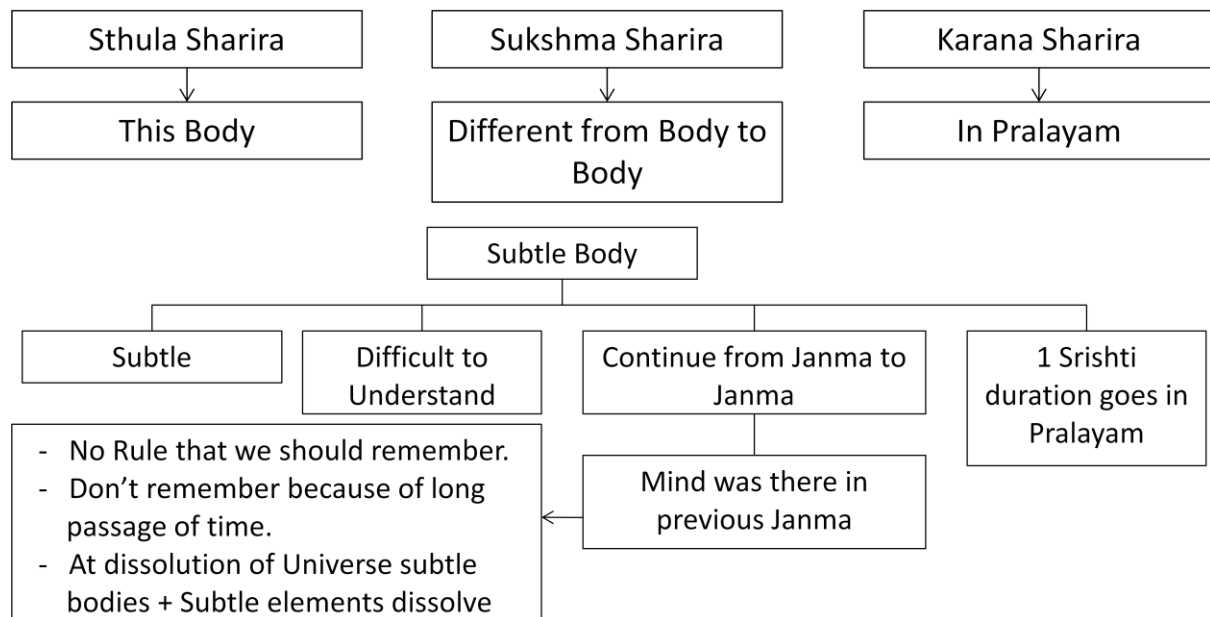 Sthula Sharira
Sukshma Sharira
Karana Sharira
This Body
Different from Body to
Body
In Pralayam
Subtle Body
Subtle
Difficult to
Understand
Continue from Janma to
Janma
1 Srishti
duration goes in
Pralayam
- No Rule that we should remember.
- Don’t remember because of long
passage of time.
- At dissolution of Universe subtle
bodies + Subtle elements dissolve
Mind was there in
previous Janma